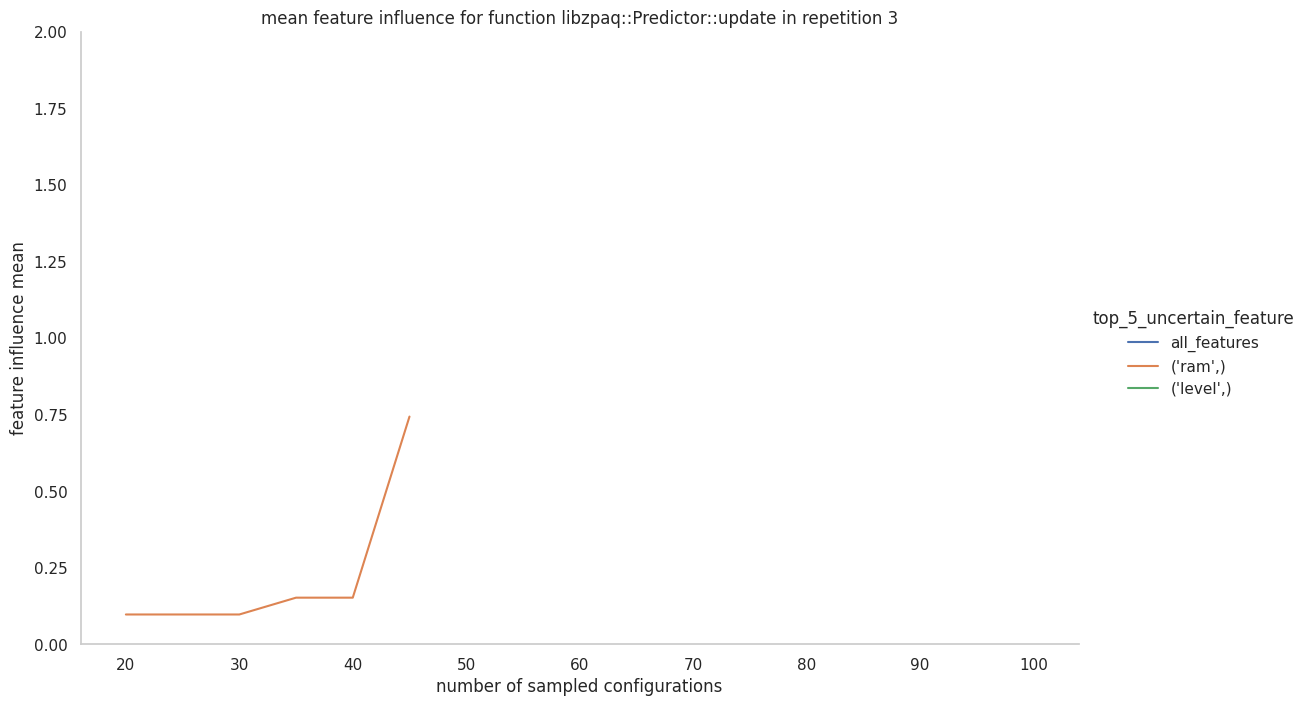 mean feature influence for function libzpaq::Predictor::update in repetition 3
2.00
1.75
1.50
1.25
1.00
0.75
0.50
0.25
0.00
feature influence mean
20 30 40 50 60 70 80 90 100
number of sampled configurations
top_5_uncertain_feature
all_features
('ram',)
('level',)